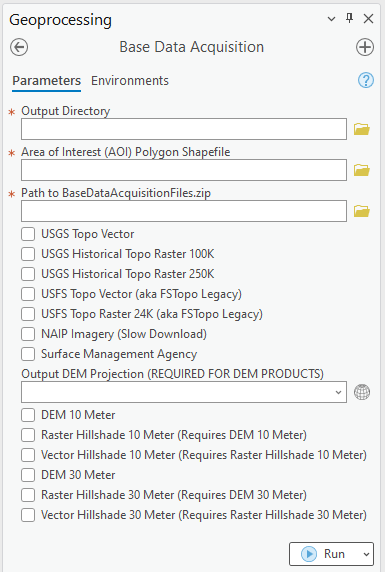 Geoprocessing
Base Data Acquisition
Parameters Environments
?
* Output Directory
* Area of Interest (AOI) Polygon Shapefile
* Path to BaseDataAcquisitionFiles.zip
USGS Topo Vector
USGS Historical Topo Raster 100K
USGS Historical Topo Raster 250K
USFS Topo Vector (aka FSTopo Legacy)
USFS Topo Raster 24K (aka FSTopo Legacy)
NAIP Imagery (Slow Download)
Surface Management Agency
Output DEM Projection (REQUIRED FOR DEM PRODUCTS)
DEM 10 Meter
Raster Hillshade 10 Meter (Requires DEM 10 Meter)
Vector Hillshade 10 Meter (Requires Raster Hillshade 10 Meter)
DEM 30 Meter
Raster Hillshade 30 Meter (Requires DEM 30 Meter)
Vector Hillshade 30 Meter (Requires Raster Hillshade 30 Meter)
Run